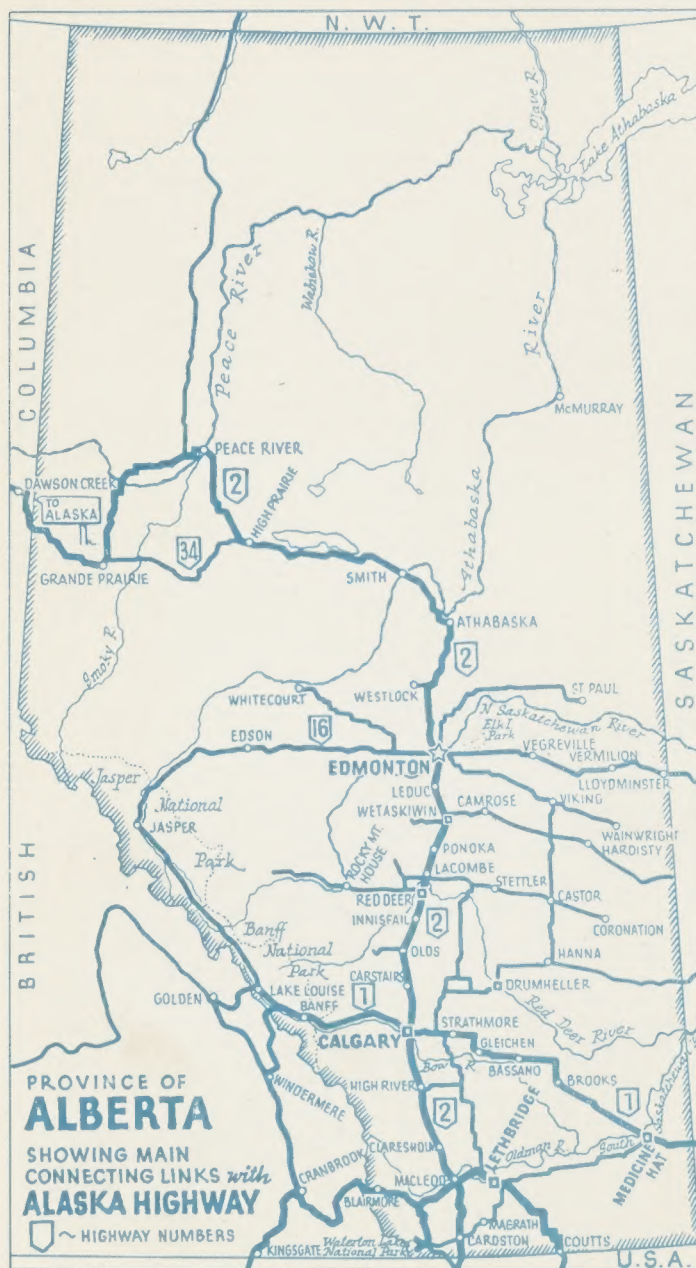 N. W. T.
Slave R.
Lake Athabaska
COLUMBIA
Peace River
Wabiskow R.
River
McMURRAY
PEACE RIVER
DAWSON CREEK
TO
ALASKA
2
HIGH PRAIRIE
34
GRANDE PRAIRIE
SMITH
Athabaska
ATHABASKA
2
SASKATCHEWAN
Smoky R.
WHITECOURT
WESTLOCK
ST PAUL
N Saskatchewan River
Elk I
Park
16
EDSON
VEGREVILLE
EDMONTON
VERMILION
LLOYDMINSTER
Jasper
National
Park
JASPER
LEDUC
WETASKIWIN
CAMROSE
VIKING
WAINWRIGHT
HARDISTY
BRITISH
ROCKY MT.
HOUSE
PONOKA
LACOMBE
STETTLER
RED DEER
CASTOR
INNISFAIL
2
CORONATION
Banff
National
Park
OLDS
HANNA
GOLDEN
LAKE LOUISE
BANFF
1
CARSTAIRS
DRUMHELLER
Red Deer River
CALGARY
STRATHMORE
GLEICHEN
Bow R.
BASSANO
WINDERMERE
HIGH RIVER
2
BROOKS
1
South
Saskatchewan
CLARESHOLM
LETHBRIDGE
Oldman R.
MEDICINE
HAT
CRANBROOK
MACLEOD
BLAIRMORE
MAGRATH
CARDSTON
COUTTS
Waterton Lakes
National Park
KINGSGATE
U.S.A.
PROVINCE OF
ALBERTA
SHOWING MAIN
CONNECTING LINKS with
ALASKA HIGHWAY
~ HIGHWAY NUMBERS